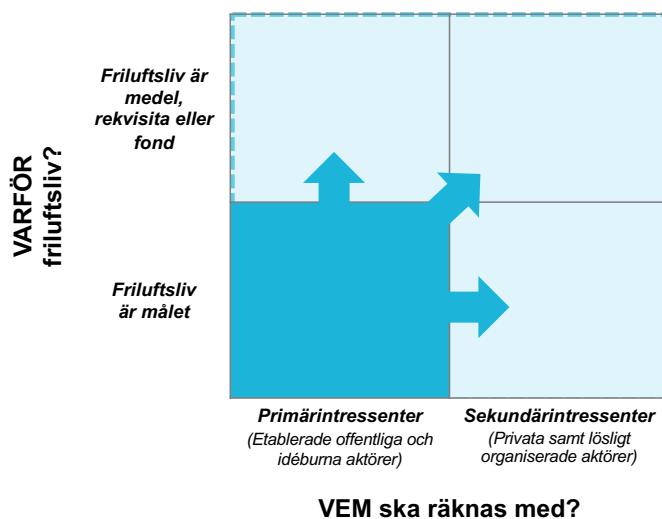 Friluftsliv är
medel,
rekvisita eller
fond
VARFÖR
friluftsliv?
Friluftsliv
är målet
Primärintressenter
(Etablerade offentliga och
idéburna aktörer)
Sekundärintressenter
(Privata samt lösligt
organiserade aktörer)
VEM ska räknas med?